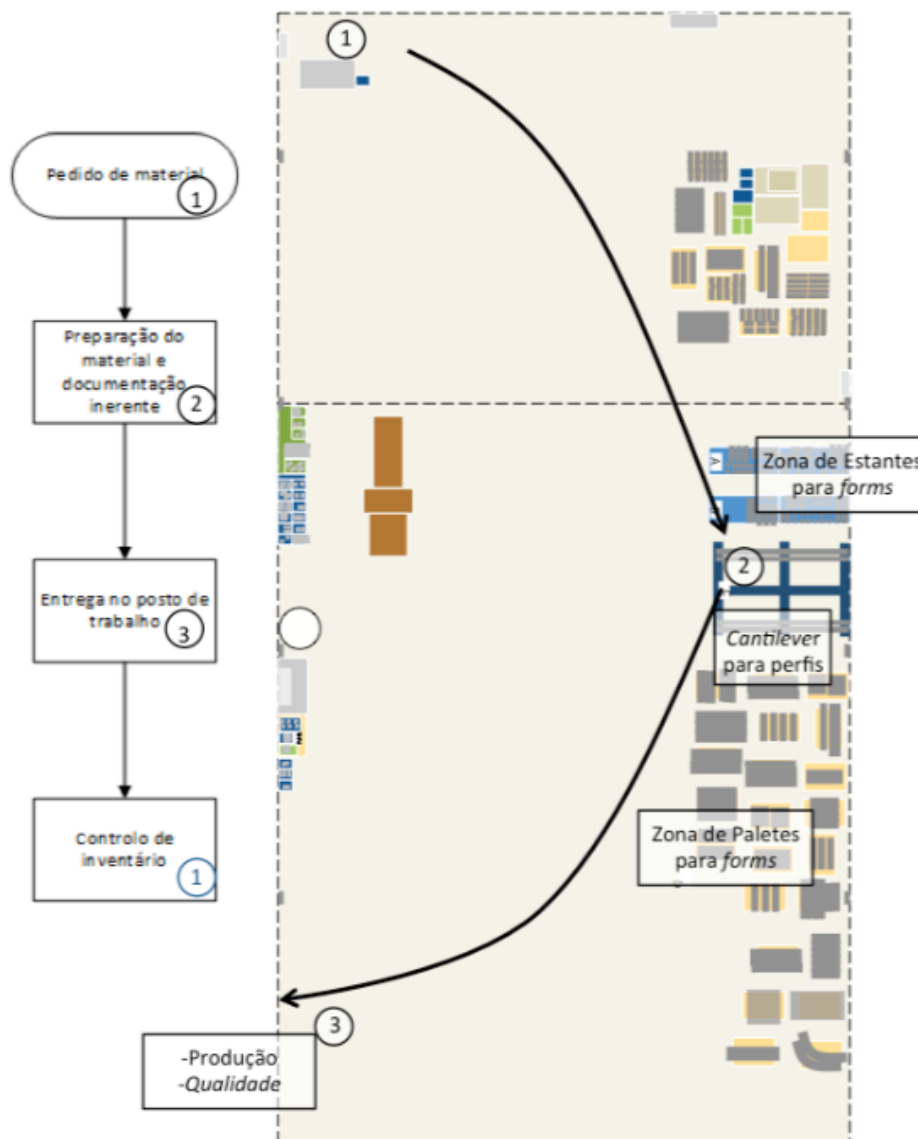 1
Pedido de material
1
Preparação do
material e
documentação
inerente
2
Entrega no posto de
trabalho
3
Controlo de
inventário
1
A
Zona de Estantes
para forms
2
Cantilever
para perfis
Zona de Paletes
para forms
3
-Produção
-Qualidade